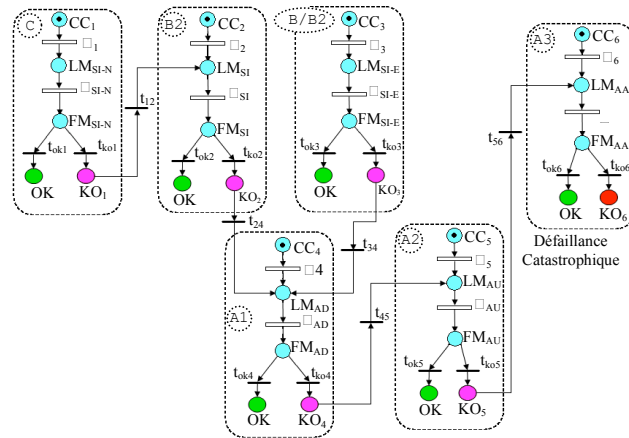 C
CC1
□1
LMSI-N
□SI-N
FMSI-N
tok1
tko1
OK
KO1
t12
B2
CC2
□2
LMSI
□SI
FMSI
tok2
tko2
OK
KO2
t24
B/B2
CC3
□3
LMSI-E
□SI-E
FMSI-E
tok3
tko3
OK
KO3
t34
A1
CC4
□4
LMAD
□AD
FMAD
tok4
tko4
OK
KO4
t45
A2
CC5
□5
LMAU
□AU
FMAU
tok5
tko5
OK
KO5
t56
A3
CC6
□6
LMAA
_
FMAA
tok6
tko6
OK
KO6
Défaillance
Catastrophique